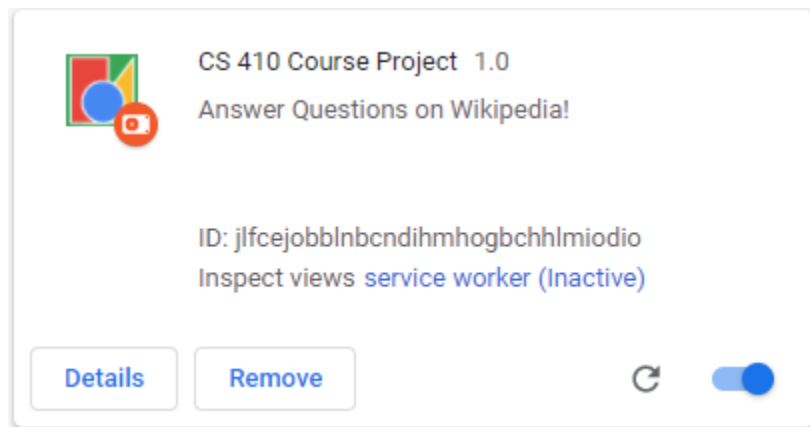 CS 410 Course Project 1.0
Answer Questions on Wikipedia!
ID: jlfcejobblnbcndihmhogbchhlmiodio
Inspect views service worker (Inactive)
Details Remove